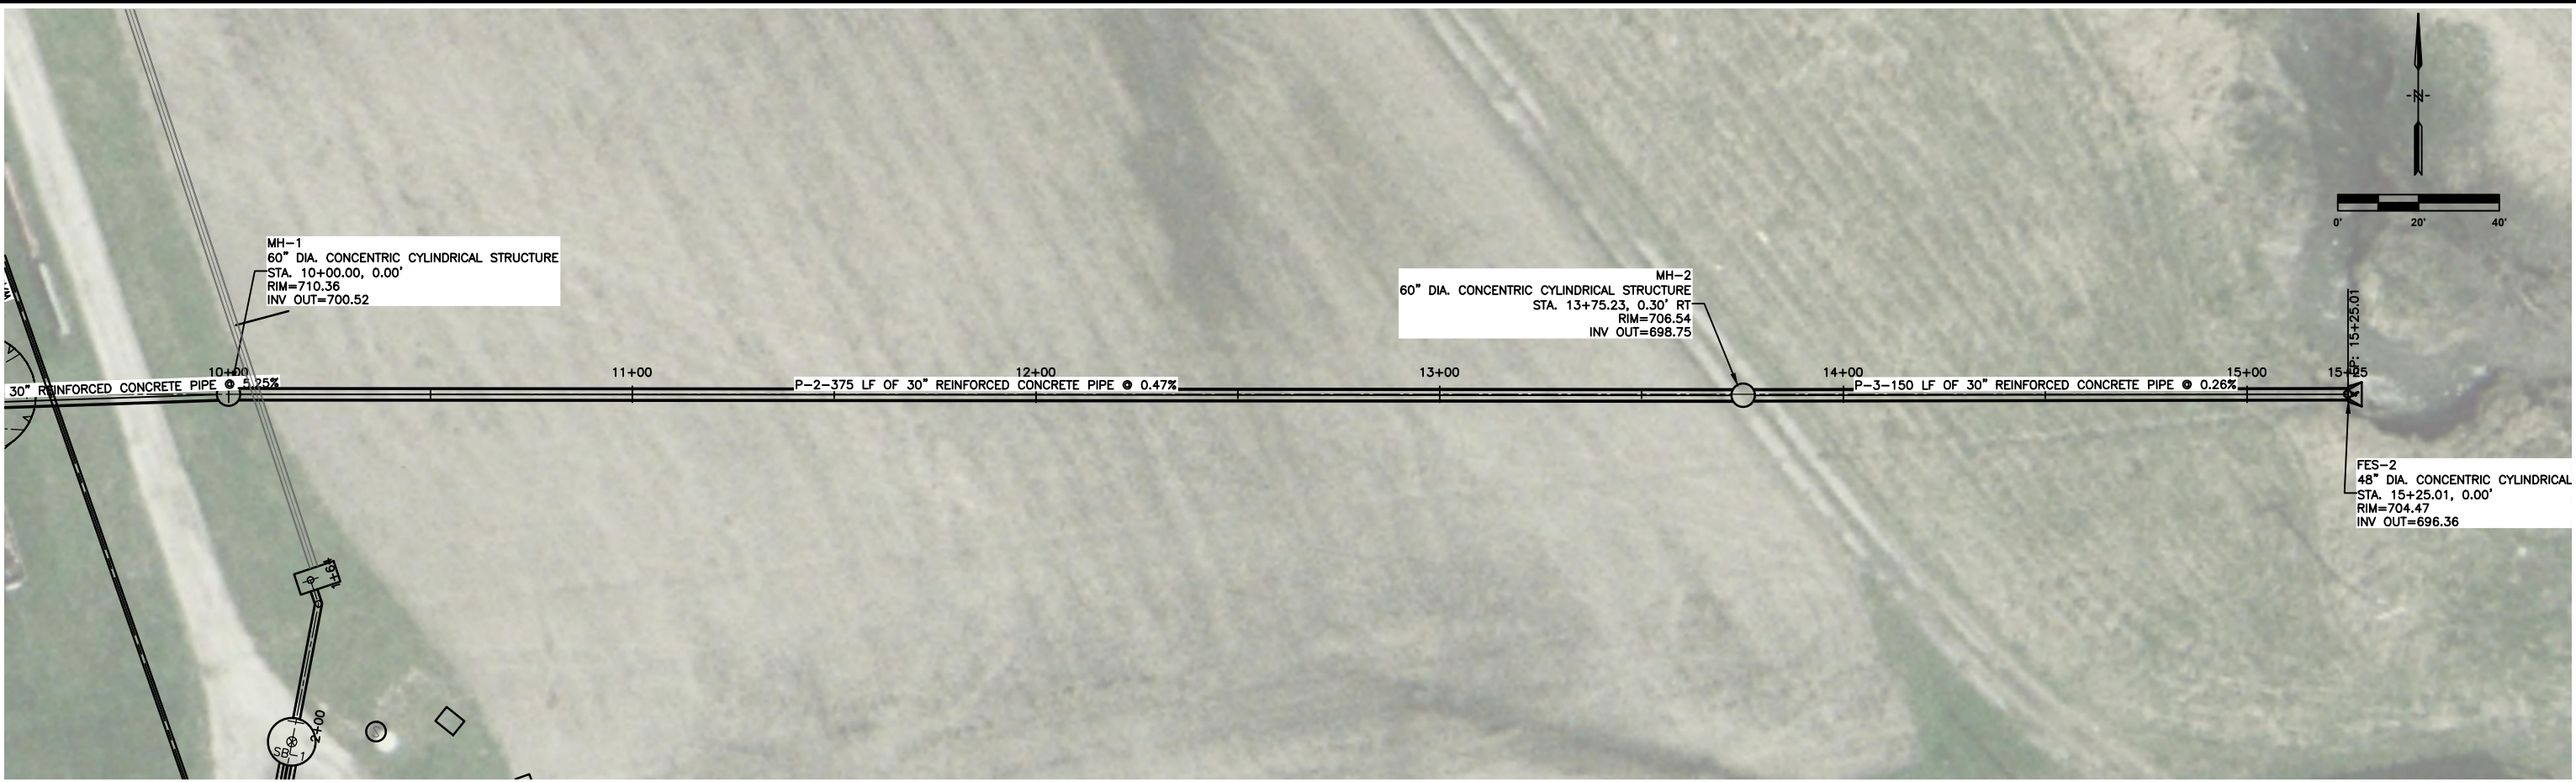 N
0' 20' 40'
MH-1
60" DIA. CONCENTRIC CYLINDRICAL STRUCTURE
STA. 10+00.00, 0.00'
RIM=710.36
INV OUT=700.52
MH-2
60" DIA. CONCENTRIC CYLINDRICAL STRUCTURE
STA. 13+75.23, 0.30' RT
RIM=706.54
INV OUT=698.75
EP: 15+25.01
10+00 11+00 12+00 13+00 14+00 15+00 15+25
30" REINFORCED CONCRETE PIPE @ 5.25%
P-2-375 LF OF 30" REINFORCED CONCRETE PIPE @ 0.47%
P-3-150 LF OF 30" REINFORCED CONCRETE PIPE @ 0.26%
FES-2
48" DIA. CONCENTRIC CYLINDRICAL
STA. 15+25.01, 0.00'
RIM=704.47
INV OUT=696.36
1+64
2+00
SB-1